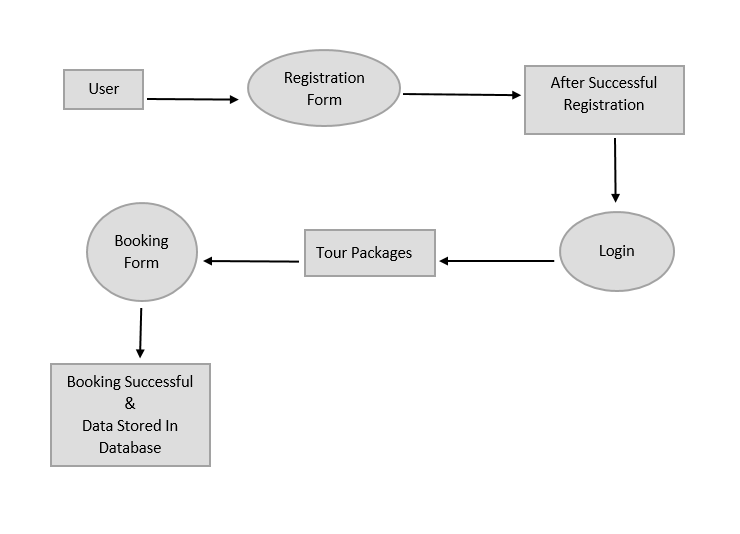 User
Registration
Form
After Successful
Registration
Login
Tour Packages
Booking
Form
Booking Successful
&
Data Stored In
Database